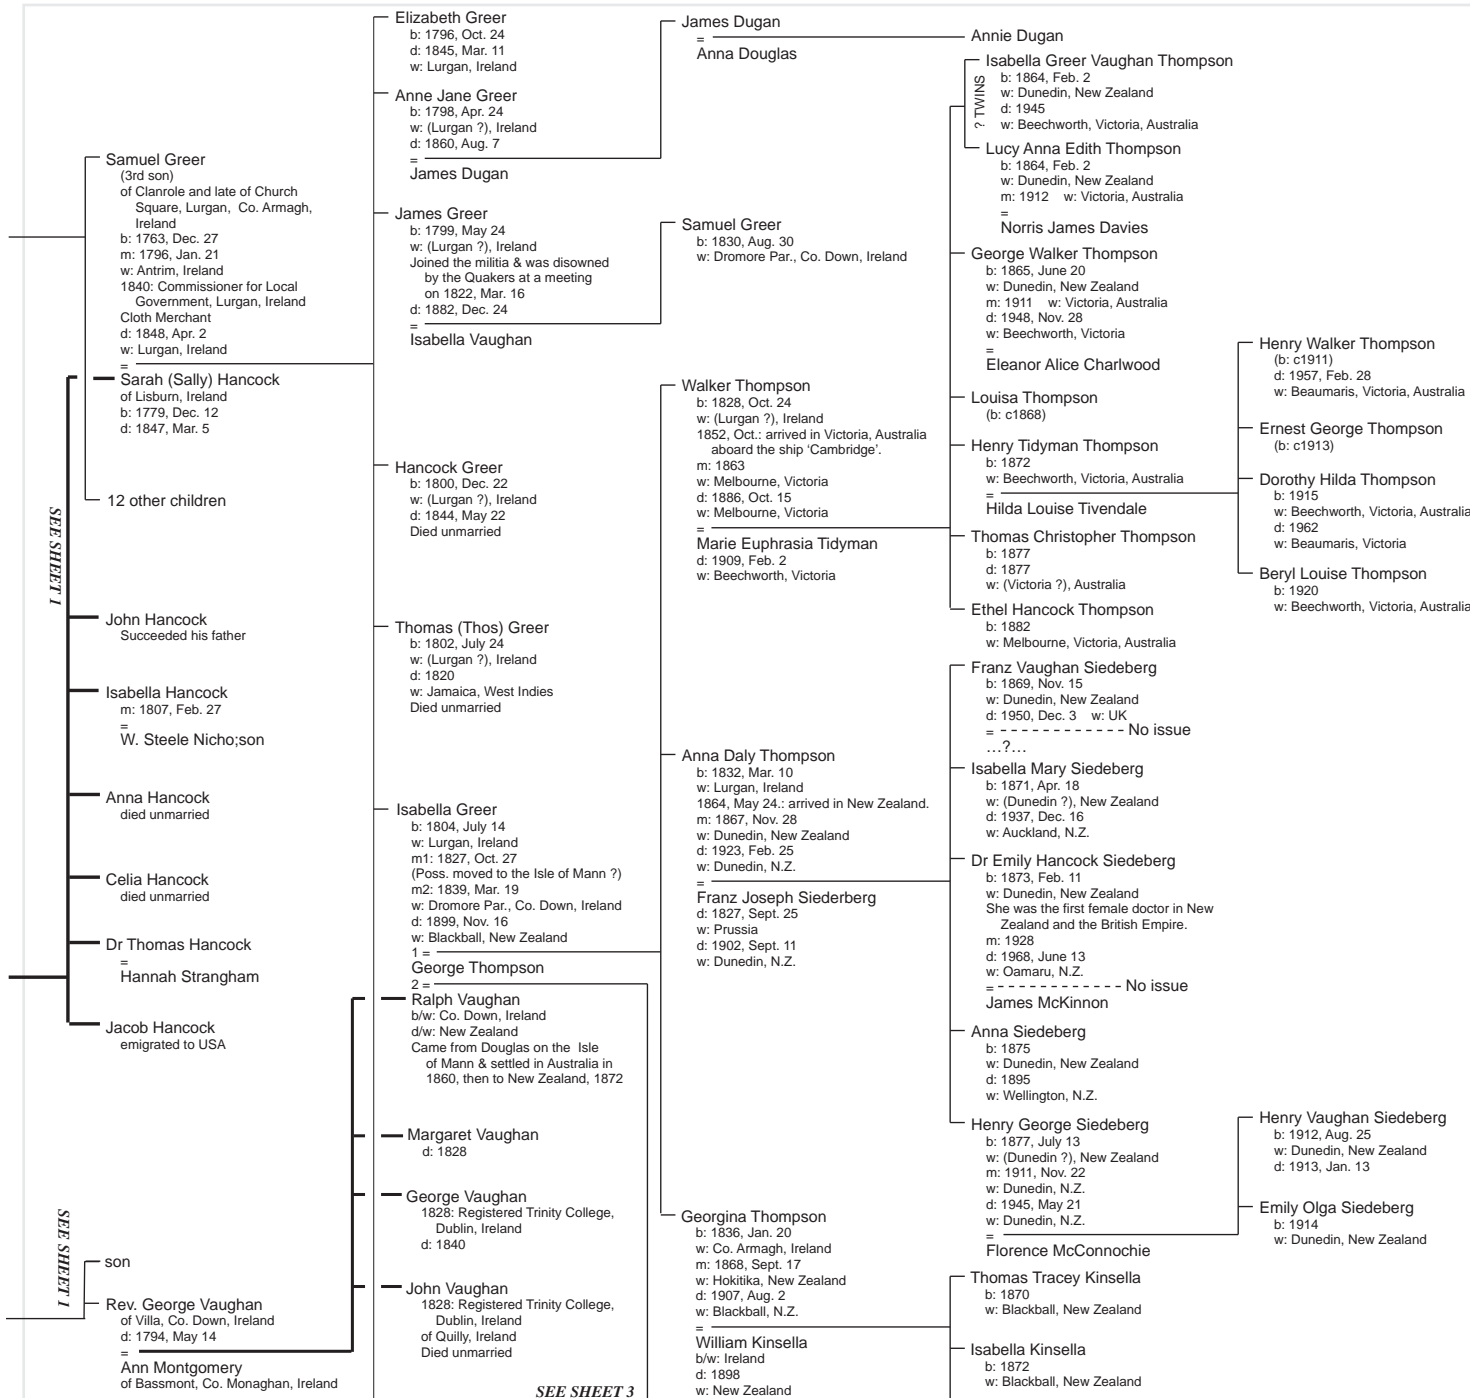 Samuel Greer
(3rd son)
of Clanrole and late of Church
Square, Lurgan, Co. Armagh,
Ireland
b: 1763, Dec. 27
m: 1796, Jan. 21
w: Antrim, Ireland
1840: Commissioner for Local
Government, Lurgan, Ireland
Cloth Merchant
d: 1848, Apr. 2
w: Lurgan, Ireland
=
Sarah (Sally) Hancock
of Lisburn, Ireland
b: 1779, Dec. 12
d: 1847, Mar. 5
12 other children
SEE SHEET 1
John Hancock
Succeeded his father
Isabella Hancock
m: 1807, Feb. 27
=
W. Steele Nicho;son
Anna Hancock
died unmarried
Celia Hancock
died unmarried
Dr Thomas Hancock
=
Hannah Strangham
Jacob Hancock
emigrated to USA
SEE SHEET 1
son
Rev. George Vaughan
of Villa, Co. Down, Ireland
d: 1794, May 14
=
Ann Montgomery
of Bassmont, Co. Monaghan, Ireland
Elizabeth Greer
b: 1796, Oct. 24
d: 1845, Mar. 11
w: Lurgan, Ireland
Anne Jane Greer
b: 1798, Apr. 24
w: (Lurgan ?), Ireland
d: 1860, Aug. 7
=
James Dugan
James Greer
b: 1799, May 24
w: (Lurgan ?), Ireland
Joined the militia & was disowned
by the Quakers at a meeting
on 1822, Mar. 16
d: 1882, Dec. 24
=
Isabella Vaughan
Hancock Greer
b: 1800, Dec. 22
w: (Lurgan ?), Ireland
d: 1844, May 22
Died unmarried
Thomas (Thos) Greer
b: 1802, July 24
w: (Lurgan ?), Ireland
d: 1820
w: Jamaica, West Indies
Died unmarried
Isabella Greer
b: 1804, July 14
w: Lurgan, Ireland
m1: 1827, Oct. 27
(Poss. moved to the Isle of Mann ?)
m2: 1839, Mar. 19
w: Dromore Par., Co. Down, Ireland
d: 1899, Nov. 16
w: Blackball, New Zealand
1 =
George Thompson
2 =
Ralph Vaughan
b/w: Co. Down, Ireland
d/w: New Zealand
Came from Douglas on the Isle
of Mann & settled in Australia in
1860, then to New Zealand, 1872
Margaret Vaughan
d: 1828
George Vaughan
1828: Registered Trinity College,
Dublin, Ireland
d: 1840
John Vaughan
1828: Registered Trinity College,
Dublin, Ireland
of Quilly, Ireland
Died unmarried
SEE SHEET 3
James Dugan
=
Anna Douglas
Samuel Greer
b: 1830, Aug. 30
w: Dromore Par., Co. Down, Ireland
Walker Thompson
b: 1828, Oct. 24
w: (Lurgan ?), Ireland
1852, Oct.: arrived in Victoria, Australia
aboard the ship 'Cambridge'.
m: 1863
w: Melbourne, Victoria
d: 1886, Oct. 15
w: Melbourne, Victoria
=
Marie Euphrasia Tidyman
d: 1909, Feb. 2
w: Beechworth, Victoria
Anna Daly Thompson
b: 1832, Mar. 10
w: Lurgan, Ireland
1864, May 24.: arrived in New Zealand.
m: 1867, Nov. 28
w: Dunedin, New Zealand
d: 1923, Feb. 25
w: Dunedin, N.Z.
=
Franz Joseph Siederberg
d: 1827, Sept. 25
w: Prussia
d: 1902, Sept. 11
w: Dunedin, N.Z.
Georgina Thompson
b: 1836, Jan. 20
w: Co. Armagh, Ireland
m: 1868, Sept. 17
w: Hokitika, New Zealand
d: 1907, Aug. 2
w: Blackball, N.Z.
=
William Kinsella
b/w: Ireland
d: 1898
w: New Zealand
Annie Dugan
? TWINS
Isabella Greer Vaughan Thompson
b: 1864, Feb. 2
w: Dunedin, New Zealand
d: 1945
w: Beechworth, Victoria, Australia
Lucy Anna Edith Thompson
b: 1864, Feb. 2
w: Dunedin, New Zealand
m: 1912 w: Victoria, Australia
=
Norris James Davies
George Walker Thompson
b: 1865, June 20
w: Dunedin, New Zealand
m: 1911 w: Victoria, Australia
d: 1948, Nov. 28
w: Beechworth, Victoria
=
Eleanor Alice Charlwood
Louisa Thompson
(b: c1868)
Henry Tidyman Thompson
b: 1872
w: Beechworth, Victoria, Australia
=
Hilda Louise Tivendale
Thomas Christopher Thompson
b: 1877
d: 1877
w: (Victoria ?), Australia
Ethel Hancock Thompson
b: 1882
w: Melbourne, Victoria, Australia
Franz Vaughan Siedeberg
b: 1869, Nov. 15
w: Dunedin, New Zealand
d: 1950, Dec. 3 w: UK
= No issue
...?...
Isabella Mary Siedeberg
b: 1871, Apr. 18
w: (Dunedin ?), New Zealand
d: 1937, Dec. 16
w: Auckland, N.Z.
Dr Emily Hancock Siedeberg
b: 1873, Feb. 11
w: Dunedin, New Zealand
She was the first female doctor in New
Zealand and the British Empire.
m: 1928
d: 1968, June 13
w: Oamaru, N.Z.
= No issue
James McKinnon
Anna Siedeberg
b: 1875
w: Dunedin, New Zealand
d: 1895
w: Wellington, N.Z.
Henry George Siedeberg
b: 1877, July 13
w: (Dunedin ?), New Zealand
m: 1911, Nov. 22
w: Dunedin, N.Z.
d: 1945, May 21
w: Dunedin, N.Z.
=
Florence McConnochie
Thomas Tracey Kinsella
b: 1870
w: Blackball, New Zealand
Isabella Kinsella
b: 1872
w: Blackball, New Zealand
Henry Walker Thompson
(b: c1911)
d: 1957, Feb. 28
w: Beaumaris, Victoria, Australia
Ernest George Thompson
(b: c1913)
Dorothy Hilda Thompson
b: 1915
w: Beechworth, Victoria, Australia
d: 1962
w: Beaumaris, Victoria
Beryl Louise Thompson
b: 1920
w: Beechworth, Victoria, Australia
Henry Vaughan Siedeberg
b: 1912, Aug. 25
w: Dunedin, New Zealand
d: 1913, Jan. 13
Emily Olga Siedeberg
b: 1914
w: Dunedin, New Zealand